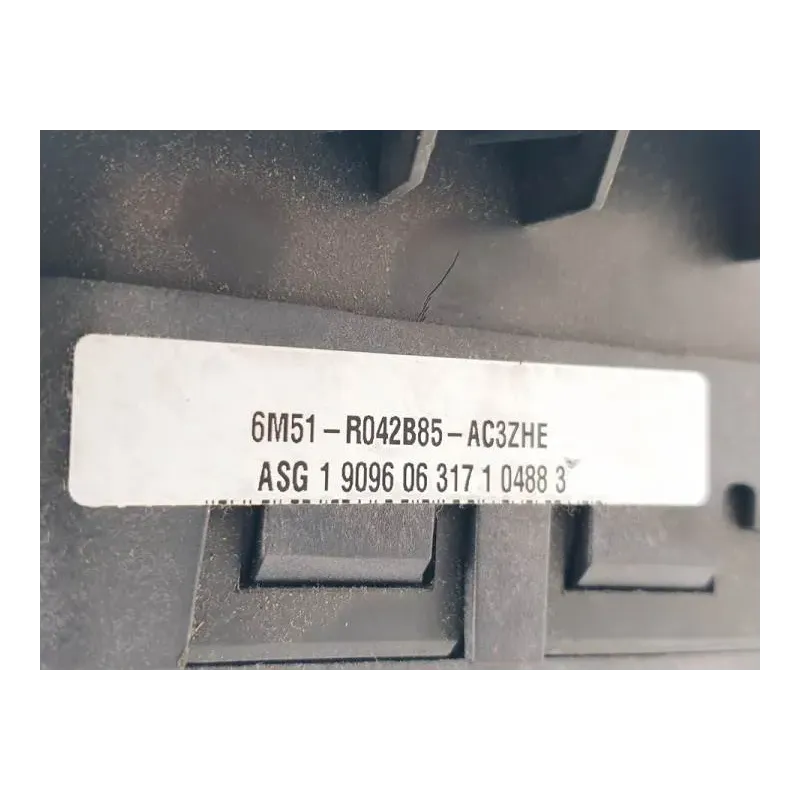 6M51-R042B85-AC3ZHE
ASG 1 9096 06 317 1 0488 3